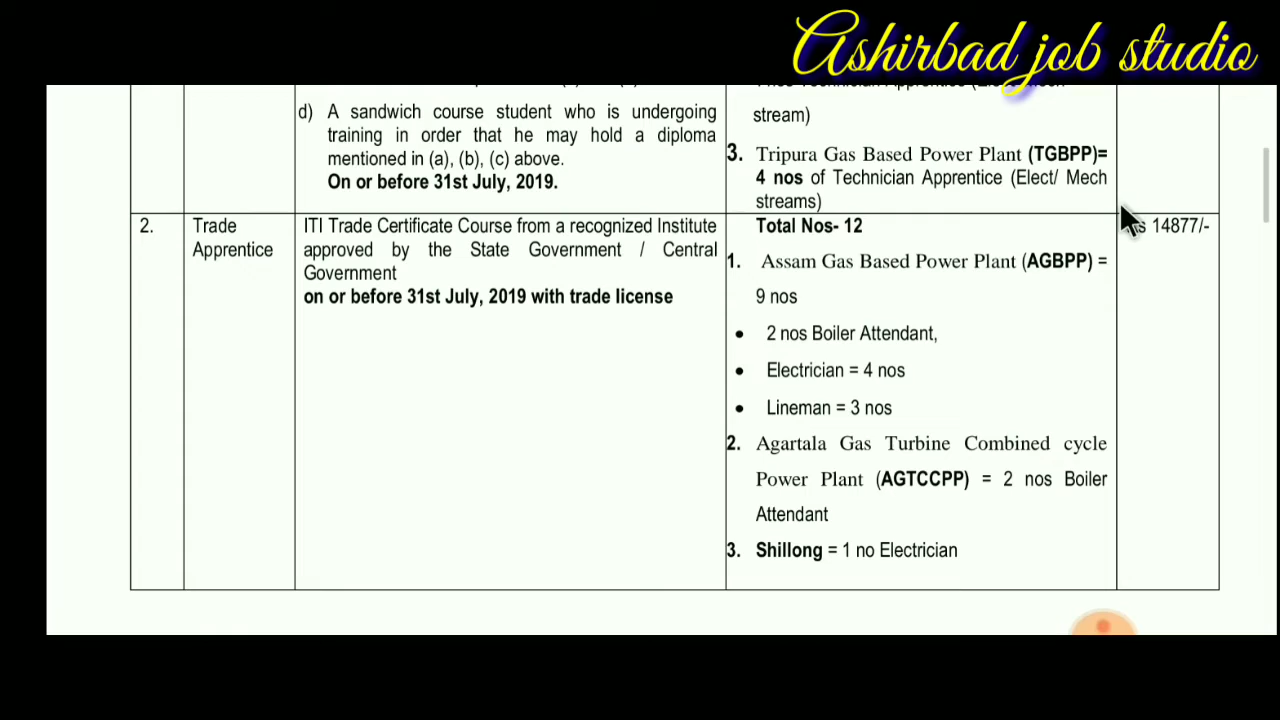 Ashirbad job studio
stream)
d) A sandwich course student who is undergoing
training in order that he may hold a diploma
mentioned in (a), (b), (c) above.
On or before 31st July, 2019.
3. Tripura Gas Based Power Plant (TGBPP)=
4 nos of Technician Apprentice (Elect/ Mech
streams)
2.
Trade
Apprentice
ITI Trade Certificate Course from a recognized Institute
approved by the State Government / Central
Government
on or before 31st July, 2019 with trade license
Total Nos- 12
1. Assam Gas Based Power Plant (AGBPP) =
9 nos
• 2 nos Boiler Attendant,
• Electrician = 4 nos
• Lineman = 3 nos
2. Agartala Gas Turbine Combined cycle
Power Plant (AGTCCPP) = 2 nos Boiler
Attendant
3. Shillong = 1 no Electrician
14877/-